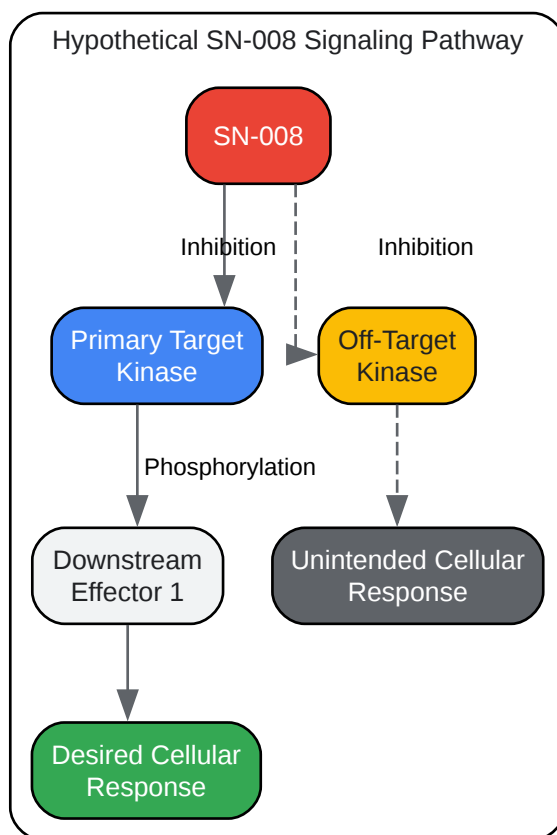 Hypothetical SN-008 Signaling Pathway
SN-008
Inhibition
Inhibition
Primary Target
Kinase
Off-Target
Kinase
Phosphorylation
Downstream
Effector 1
Unintended Cellular
Response
Desired Cellular
Response